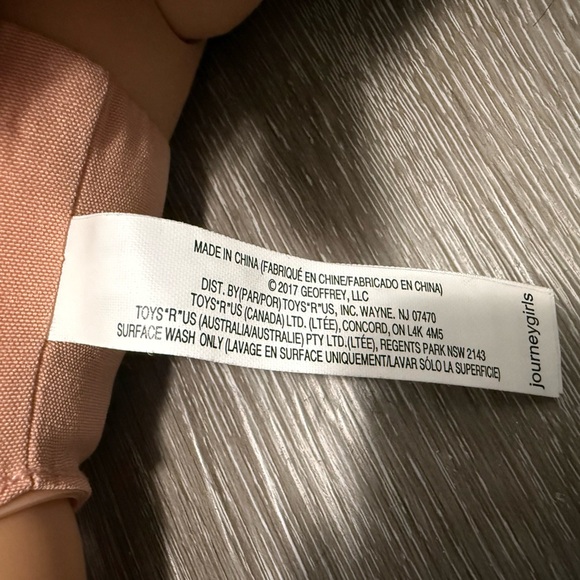 MADE IN CHINA (FABRIQUÉ EN CHINE/FABRICADO EN CHINA)
© 2017 GEOFFREY, LLC
DIST. BY(PAR/POR) TOYS"R"US, INC. WAYNE. NJ 07470
TOYS"R"US (CANADA) LTD. (LTÉE), CONCORD, ON L4K 4M5
TOYS"R"US (AUSTRALIA/AUSTRALIE) PTY LTD.(LTÉE), REGENTS PARK NSW 2143
SURFACE WASH ONLY (LAVAGE EN SURFACE UNIQUEMENT/LAVAR SÓLO LA SUPERFICIE)
journeygirls